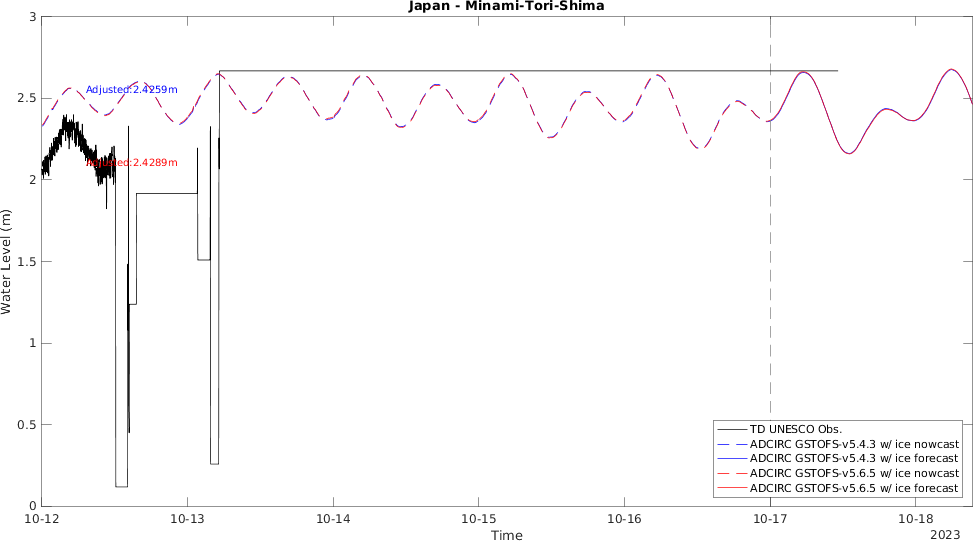 Japan - Minami-Tori-Shima
3
2.5
2
1.5
1
0.5
0
Water Level (m)
Adjusted:2.4259m
Adjusted:2.4289m
TD UNESCO Obs.
ADCIRC GSTOFS-v5.4.3 w/ ice nowcast
ADCIRC GSTOFS-v5.4.3 w/ ice forecast
ADCIRC GSTOFS-v5.6.5 w/ ice nowcast
ADCIRC GSTOFS-v5.6.5 w/ ice forecast
10-12 10-13 10-14 10-15 10-16 10-17 10-18
Time
2023